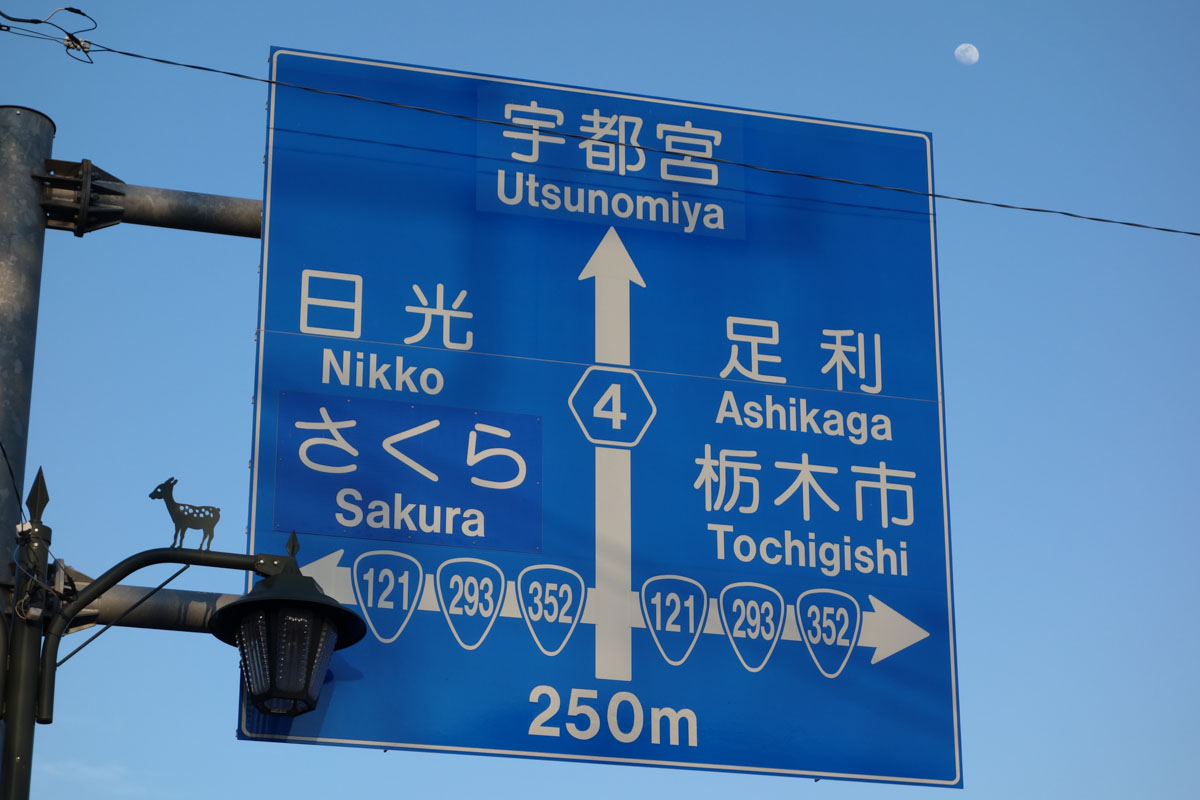 宇都宮
Utsunomiya
日光
Nikko
さくら
Sakura
4
足利
Ashikaga
栃木市
Tochigishi
121 293 352
121 293 352
250m